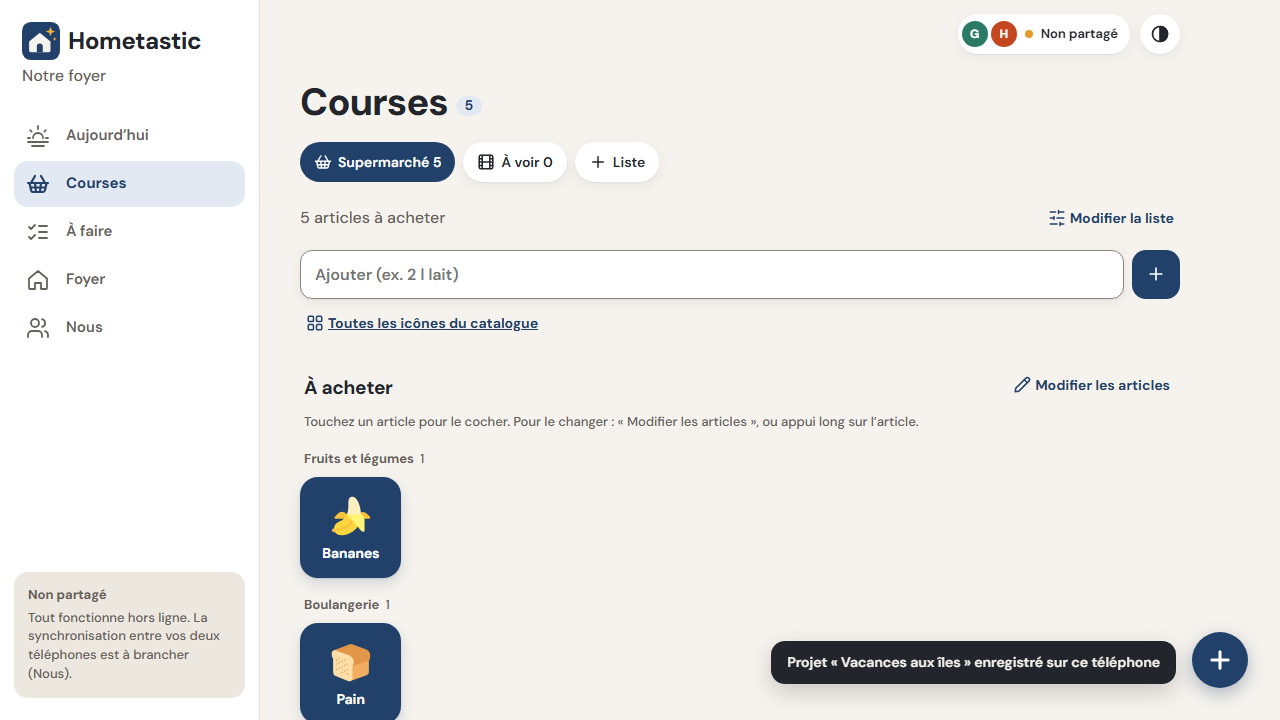 Hometastic
Notre foyer
Aujourd’hui
Courses
À faire
Foyer
Nous
Non partagé
Tout fonctionne hors ligne. La
synchronisation entre vos deux
téléphones est à brancher
(Nous).
G H Non partagé
Courses 5
Supermarché 5
À voir 0
Liste
5 articles à acheter
Modifier la liste
Ajouter (ex. 2 l lait)
Toutes les icônes du catalogue
À acheter
Modifier les articles
Touchez un article pour le cocher. Pour le changer : « Modifier les articles », ou appui long sur l’article.
Fruits et légumes 1
Bananes
Boulangerie 1
Pain
Projet « Vacances aux îles » enregistré sur ce téléphone